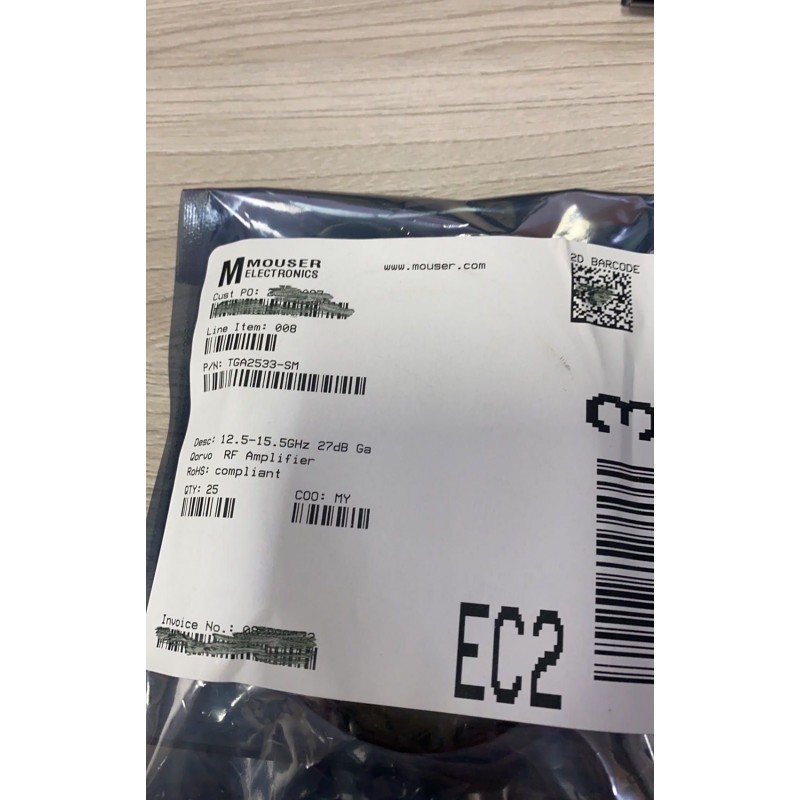 MOUSER
ELECTRONICS
www.mouser.com
2D BARCODE
Cust PO:
Line Item: 008
P/N: TGA2533-SM
3
Desc: 12.5-15.5GHz 27dB Ga
Qorvo RF Amplifier
RoHS: compliant
QTY: 25
COO: MY
Invoice No.:
EC2